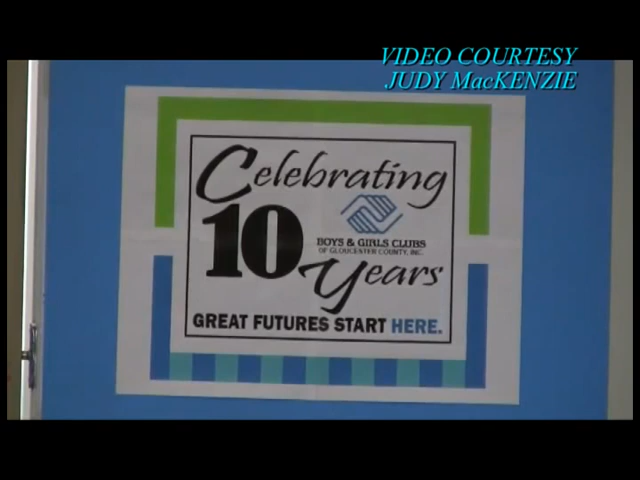 VIDEO COURTESY
JUDY MacKENZIE
Celebrating
10
BOYS & GIRLS CLUBS
OF GLOUCESTER COUNTY, INC.
Years
GREAT FUTURES START HERE.